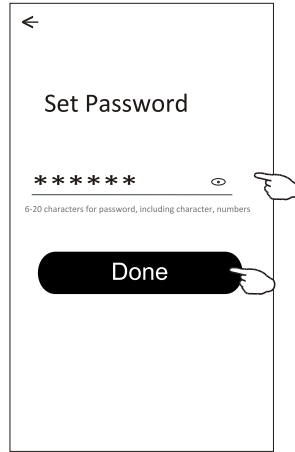 Set Password
******
6-20 characters for password, including character, numbers
Done